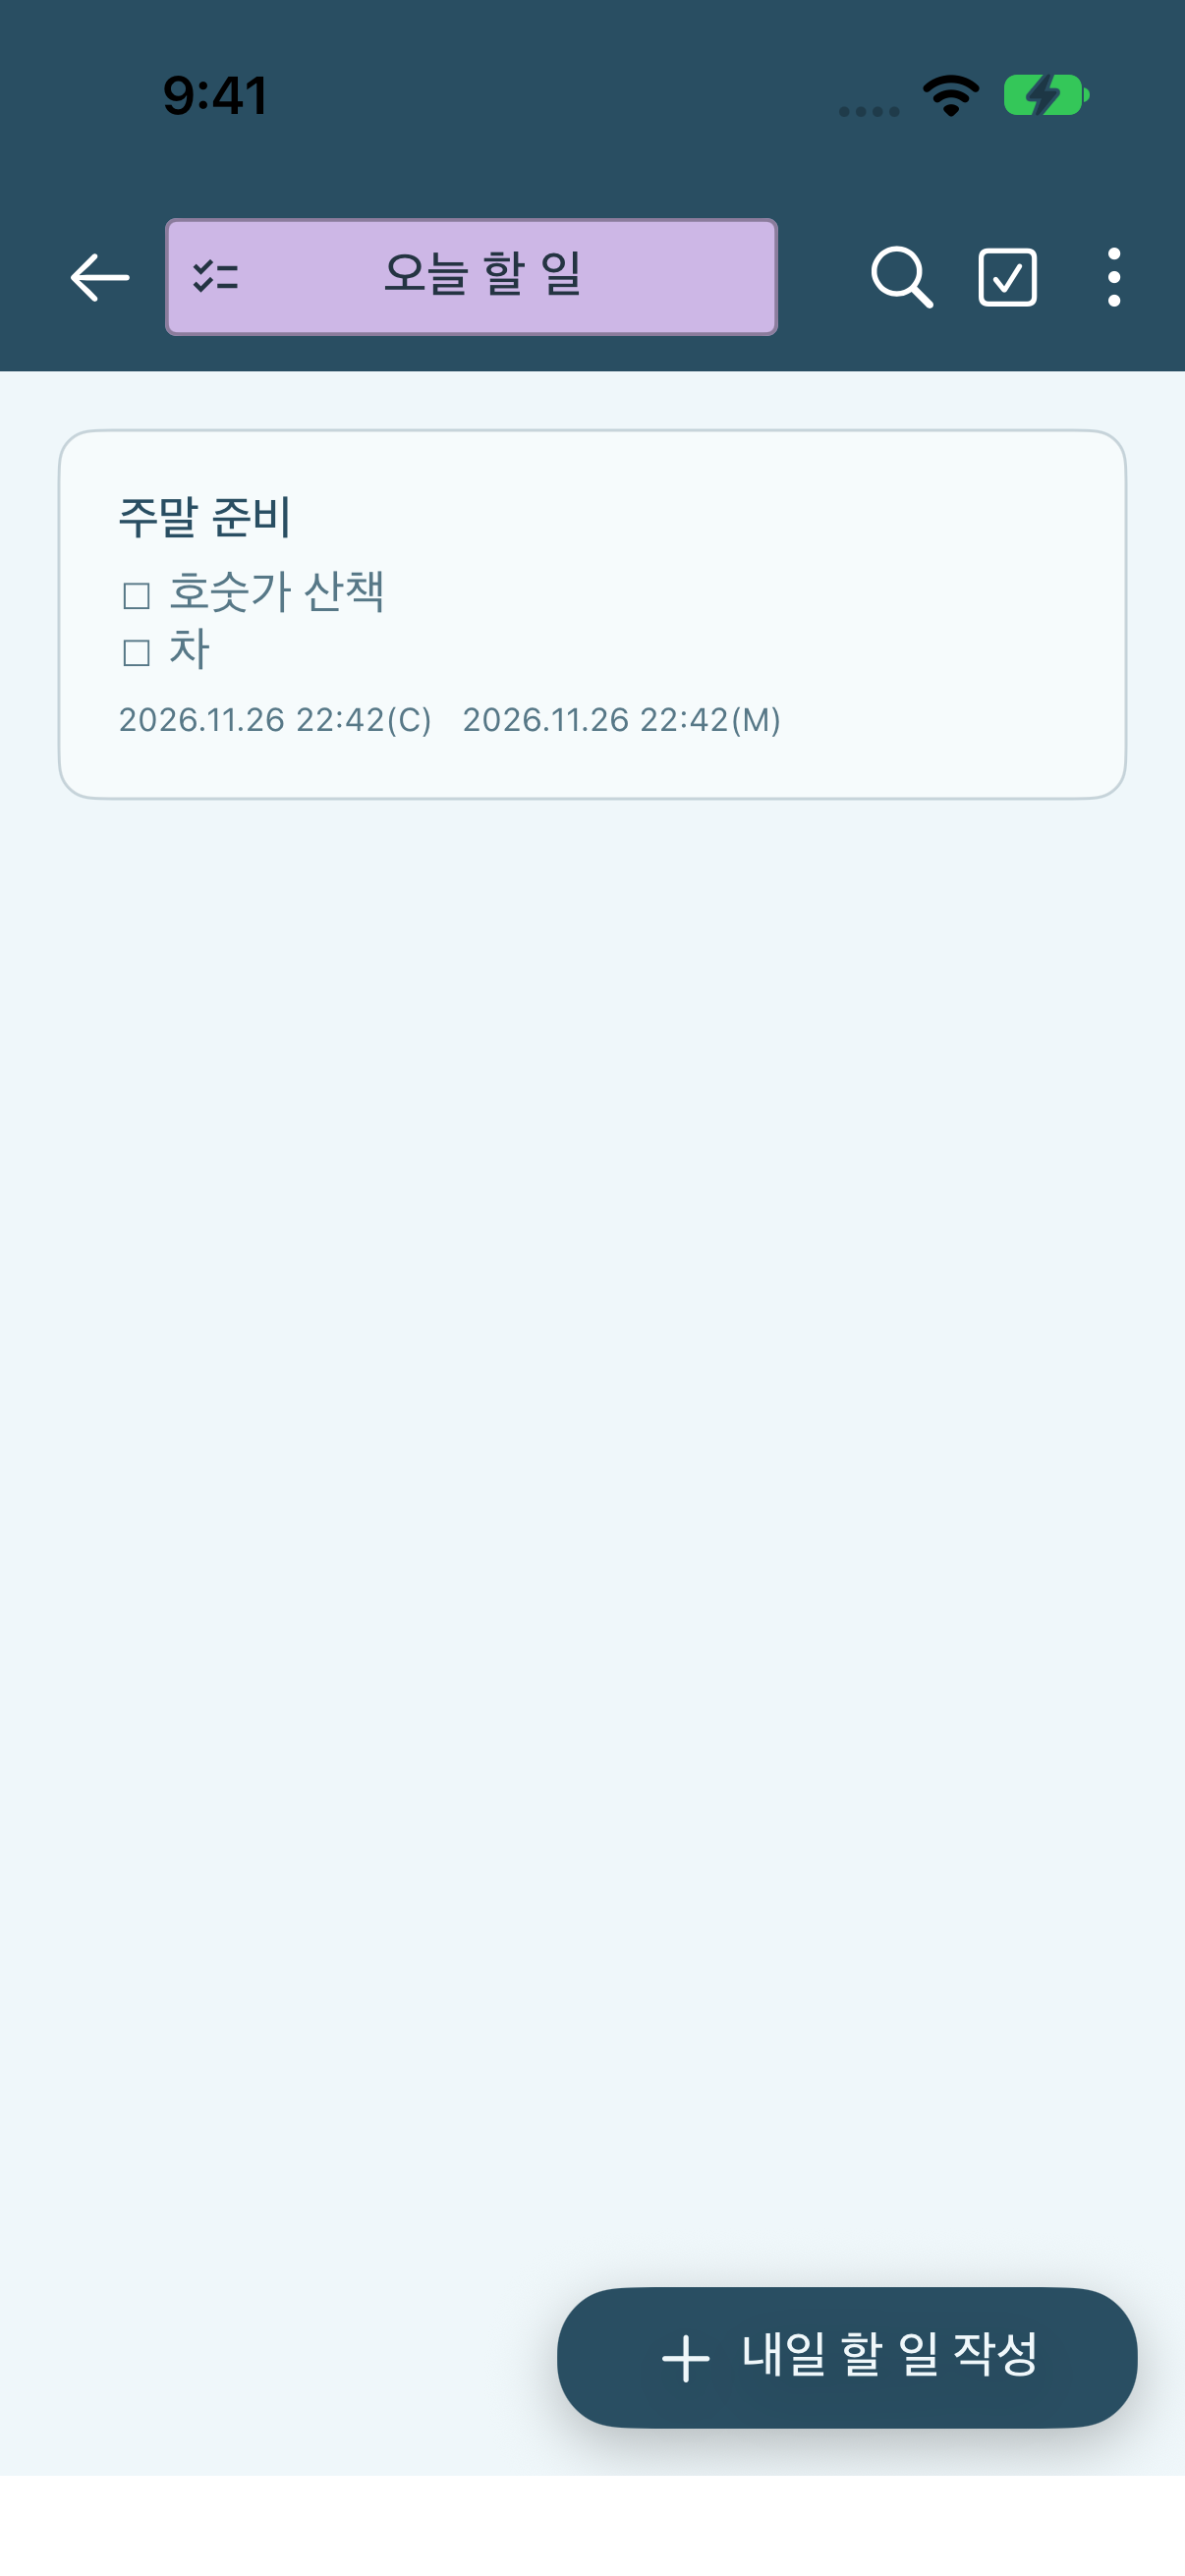 9:41
오늘 할 일
주말 준비
□ 호숫가 산책
□ 차
2026.11.26 22:42(C) 2026.11.26 22:42(M)
+ 내일 할 일 작성